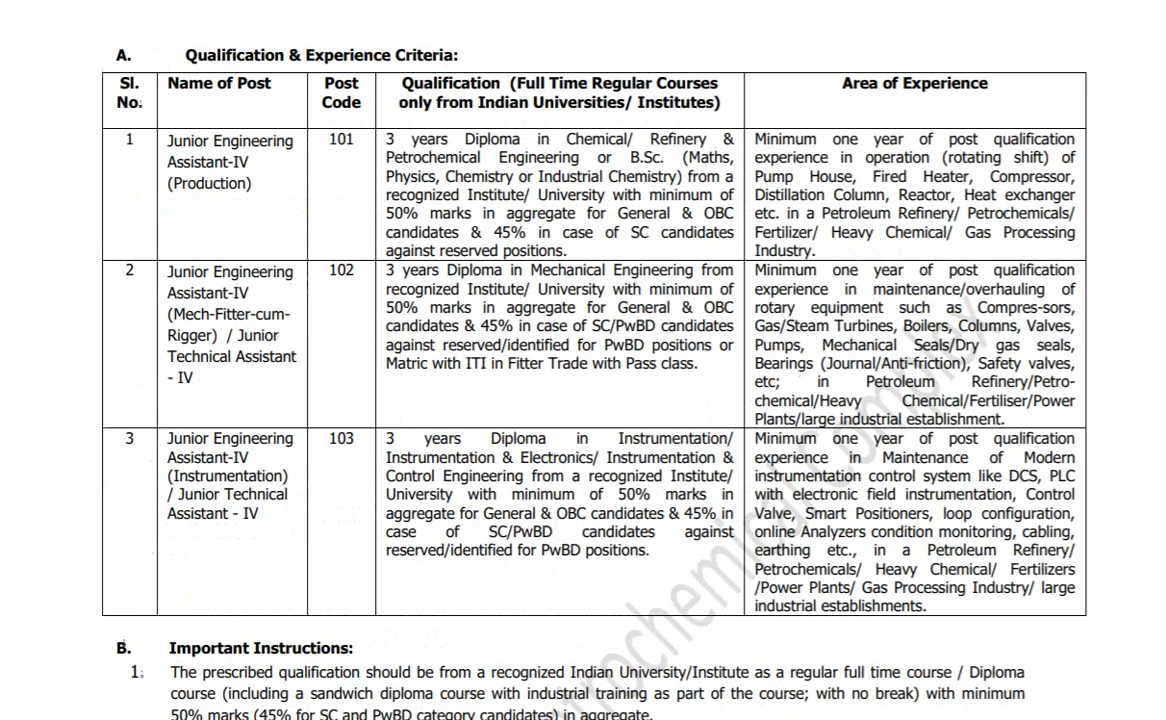 A. Qualification & Experience Criteria:
Sl. No. Name of Post Post Code Qualification (Full Time Regular Courses only from Indian Universities/ Institutes) Area of Experience
1
Junior Engineering
Assistant-IV
(Production)
101
3 years Diploma in Chemical/ Refinery &
Petrochemical Engineering or B.Sc. (Maths,
Physics, Chemistry or Industrial Chemistry) from a
recognized Institute/ University with minimum of
50% marks in aggregate for General & OBC
candidates & 45% in case of SC candidates
against reserved positions.
Minimum one year of post qualification
experience in operation (rotating shift) of
Pump House, Fired Heater, Compressor,
Distillation Column, Reactor, Heat exchanger
etc. in a Petroleum Refinery/ Petrochemicals/
Fertilizer/ Heavy Chemical/ Gas Processing
Industry.
2
Junior Engineering
Assistant-IV
(Mech-Fitter-cum-
Rigger) / Junior
Technical Assistant
- IV
102
3 years Diploma in Mechanical Engineering from
recognized Institute/ University with minimum of
50% marks in aggregate for General & OBC
candidates & 45% in case of SC/PwBD candidates
against reserved/identified for PwBD positions or
Matric with ITI in Fitter Trade with Pass class.
Minimum one year of post qualification
experience in maintenance/overhauling of
rotary equipment such as Compres-sors,
Gas/Steam Turbines, Boilers, Columns, Valves,
Pumps, Mechanical Seals/Dry gas seals,
Bearings (Journal/Anti-friction), Safety valves,
etc; in Petroleum Refinery/Petro-
chemical/Heavy Chemical/Fertiliser/Power
Plants/large industrial establishment.
3
Junior Engineering
Assistant-IV
(Instrumentation)
/ Junior Technical
Assistant - IV
103
3 years Diploma in Instrumentation/
Instrumentation & Electronics/ Instrumentation &
Control Engineering from a recognized Institute/
University with minimum of 50% marks in
aggregate for General & OBC candidates & 45% in
case of SC/PwBD candidates against
reserved/identified for PwBD positions.
Minimum one year of post qualification
experience in Maintenance of Modern
instrumentation control system like DCS, PLC
with electronic field instrumentation, Control
Valve, Smart Positioners, loop configuration,
online Analyzers condition monitoring, cabling,
earthing etc., in a Petroleum Refinery/
Petrochemicals/ Heavy Chemical/ Fertilizers
/Power Plants/ Gas Processing Industry/ large
industrial establishments.
B. Important Instructions:
1. The prescribed qualification should be from a recognized Indian University/Institute as a regular full time course / Diploma
course (including a sandwich diploma course with industrial training as part of the course; with no break) with minimum
50% marks (45% for SC and PwBD category candidates) in aggregate.
trochemical Complex